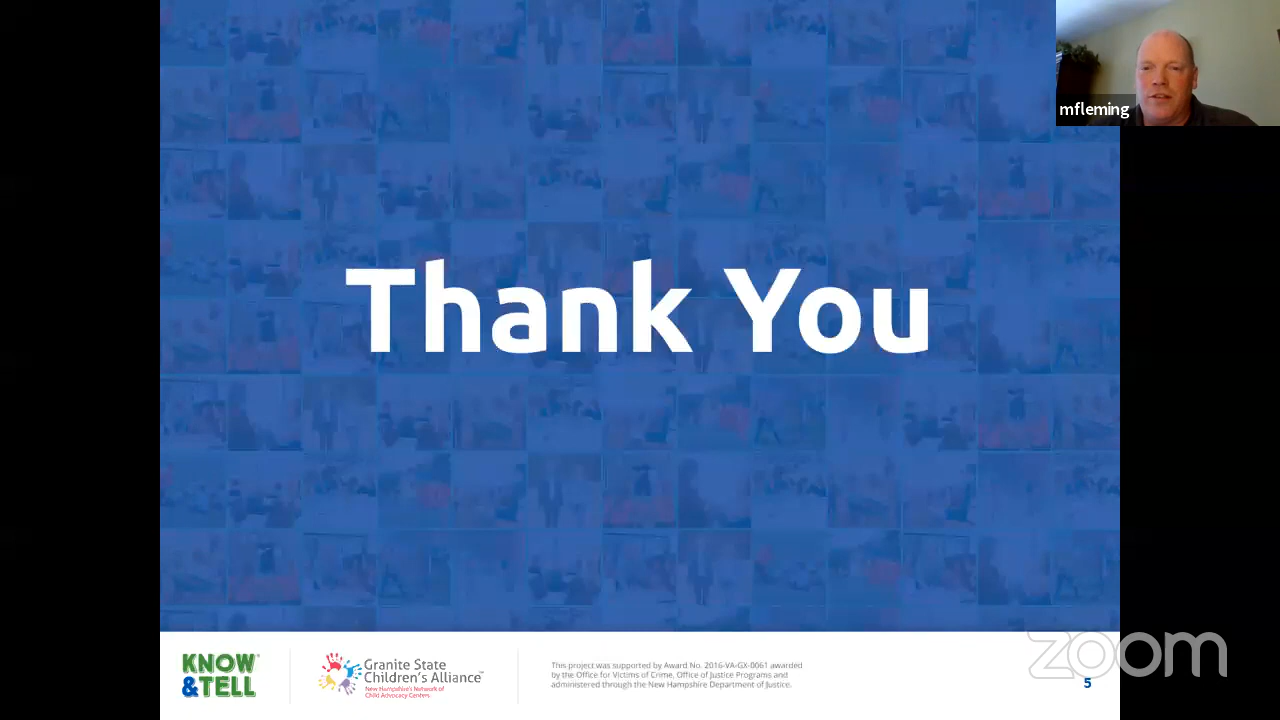 mfleming
Thank You
KNOW
&TELL
Granite State
Children's Alliance™
New Hampshire's Network of
Child Advocacy Centers
This project was supported by Award No. 2016-VA-GX-0061 awarded
by the Office for Victims of Crime, Office of Justice Programs and
administered through the New Hampshire Department of Justice.
zoom
5